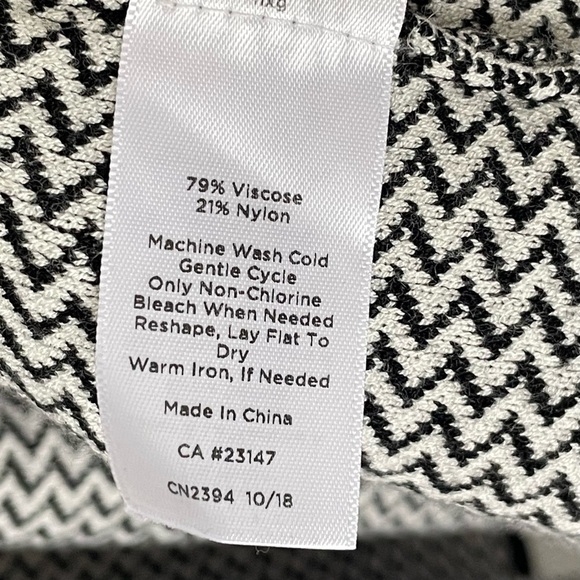 79% Viscose
21% Nylon
Machine Wash Cold
Gentle Cycle
Only Non-Chlorine
Bleach When Needed
Reshape, Lay Flat To
Dry
Warm Iron, If Needed
Made In China
CA #23147
CN2394 10/18